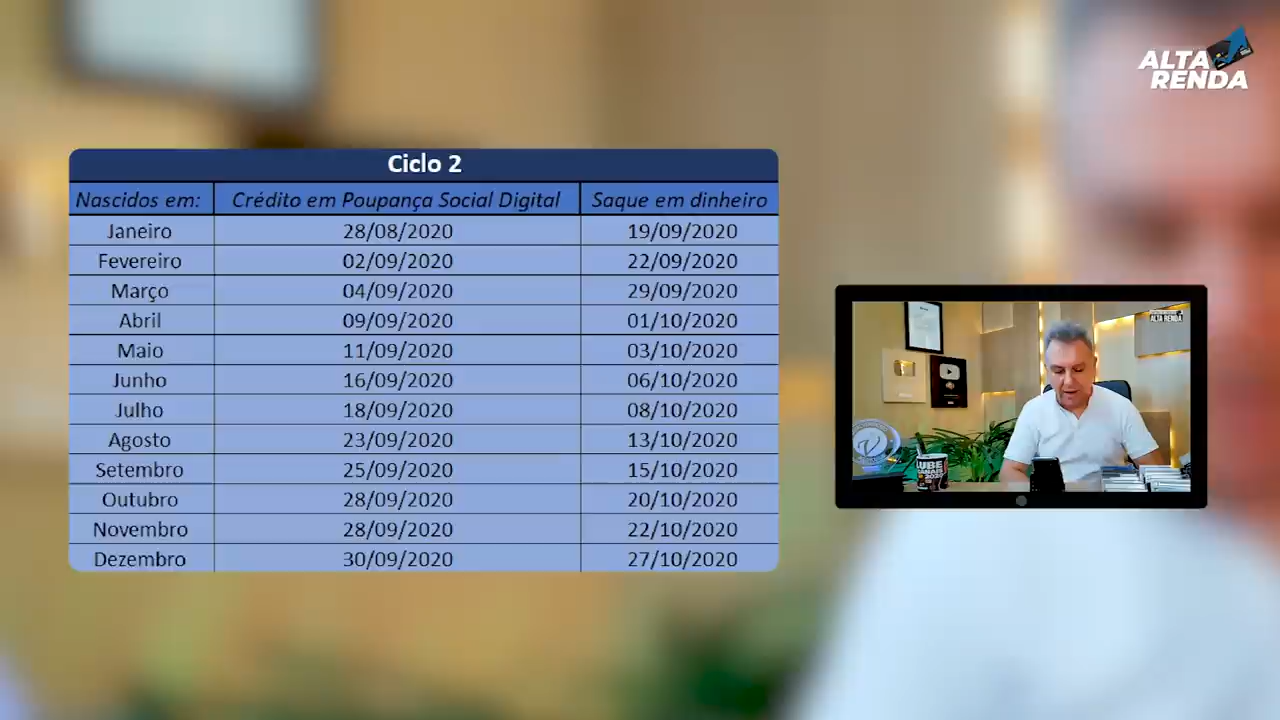 ALTA
RENDA
Ciclo 2
Nascidos em: Crédito em Poupança Social Digital Saque em dinheiro
Janeiro 28/08/2020 19/09/2020
Fevereiro 02/09/2020 22/09/2020
Março 04/09/2020 29/09/2020
Abril 09/09/2020 01/10/2020
Maio 11/09/2020 03/10/2020
Junho 16/09/2020 06/10/2020
Julho 18/09/2020 08/10/2020
Agosto 23/09/2020 13/10/2020
Setembro 25/09/2020 15/10/2020
Outubro 28/09/2020 20/10/2020
Novembro 28/09/2020 22/10/2020
Dezembro 30/09/2020 27/10/2020
ALTA RENDA